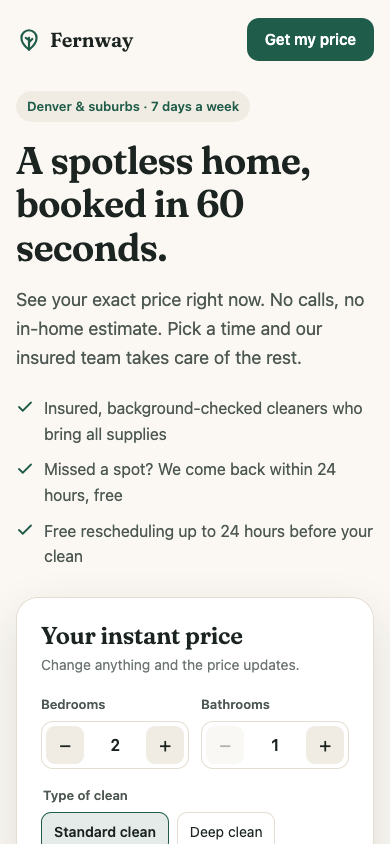 Fernway
Get my price
Denver & suburbs · 7 days a week
A spotless home,
booked in 60
seconds.
See your exact price right now. No calls, no
in-home estimate. Pick a time and our
insured team takes care of the rest.
Insured, background-checked cleaners who
bring all supplies
Missed a spot? We come back within 24
hours, free
Free rescheduling up to 24 hours before your
clean
Your instant price
Change anything and the price updates.
Bedrooms
Bathrooms
− 2 +
− 1 +
Type of clean
Standard clean
Deep clean